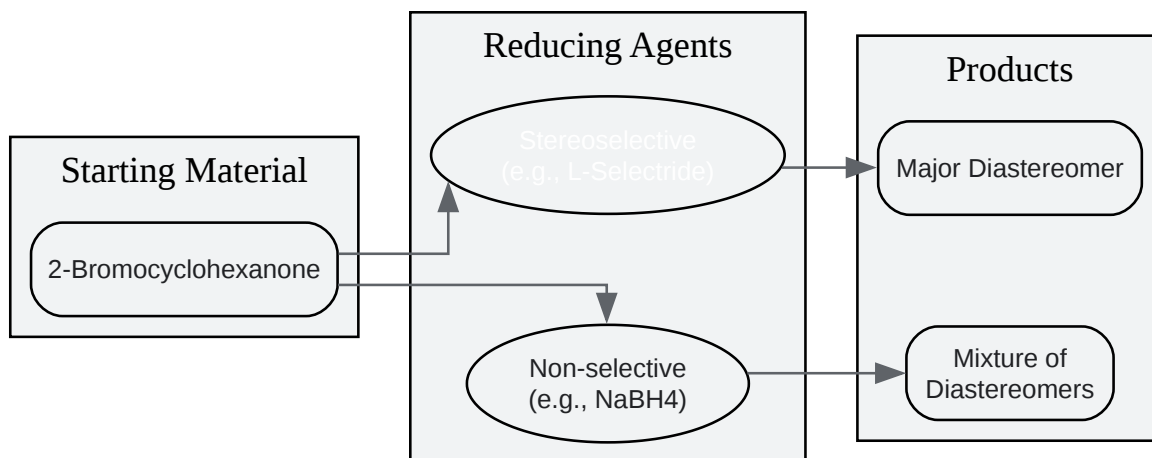 Starting Material
2-Bromocyclohexanone
Reducing Agents
Stereoselective
(e.g., L-Selectride)
Non-selective
(e.g., NaBH4)
Products
Major Diastereomer
Mixture of
Diastereomers